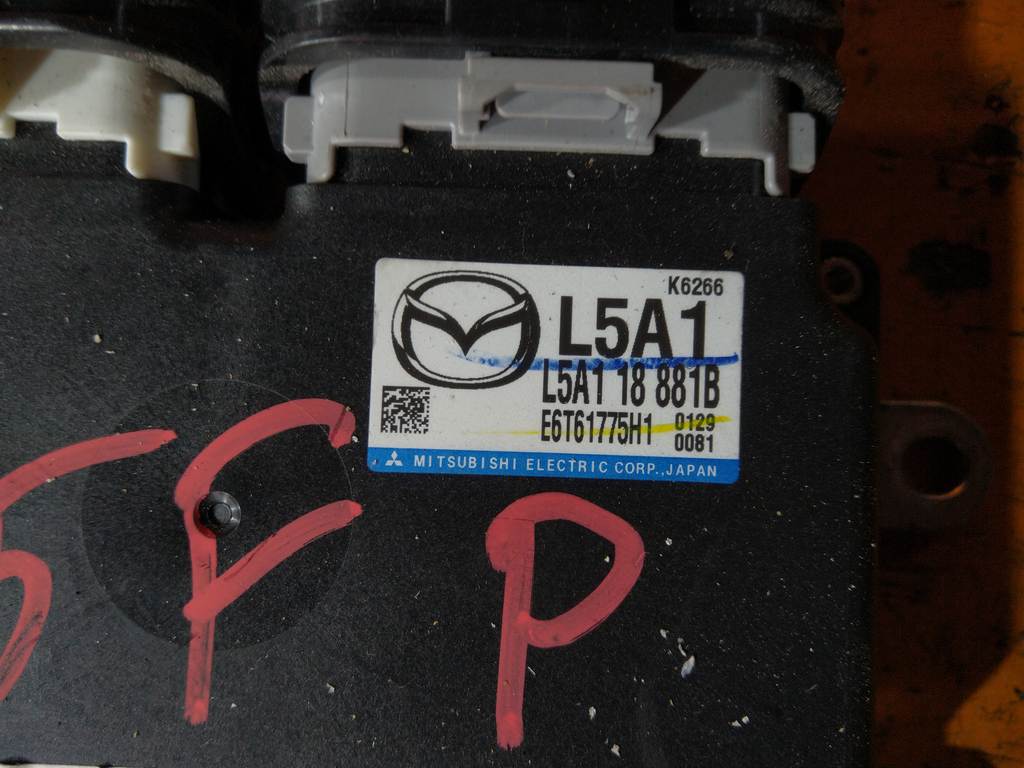 K6266
L5A1
L5A1 18 881B
E6T61775H1 0129
0081
MITSUBISHI ELECTRIC CORP., JAPAN
5F P